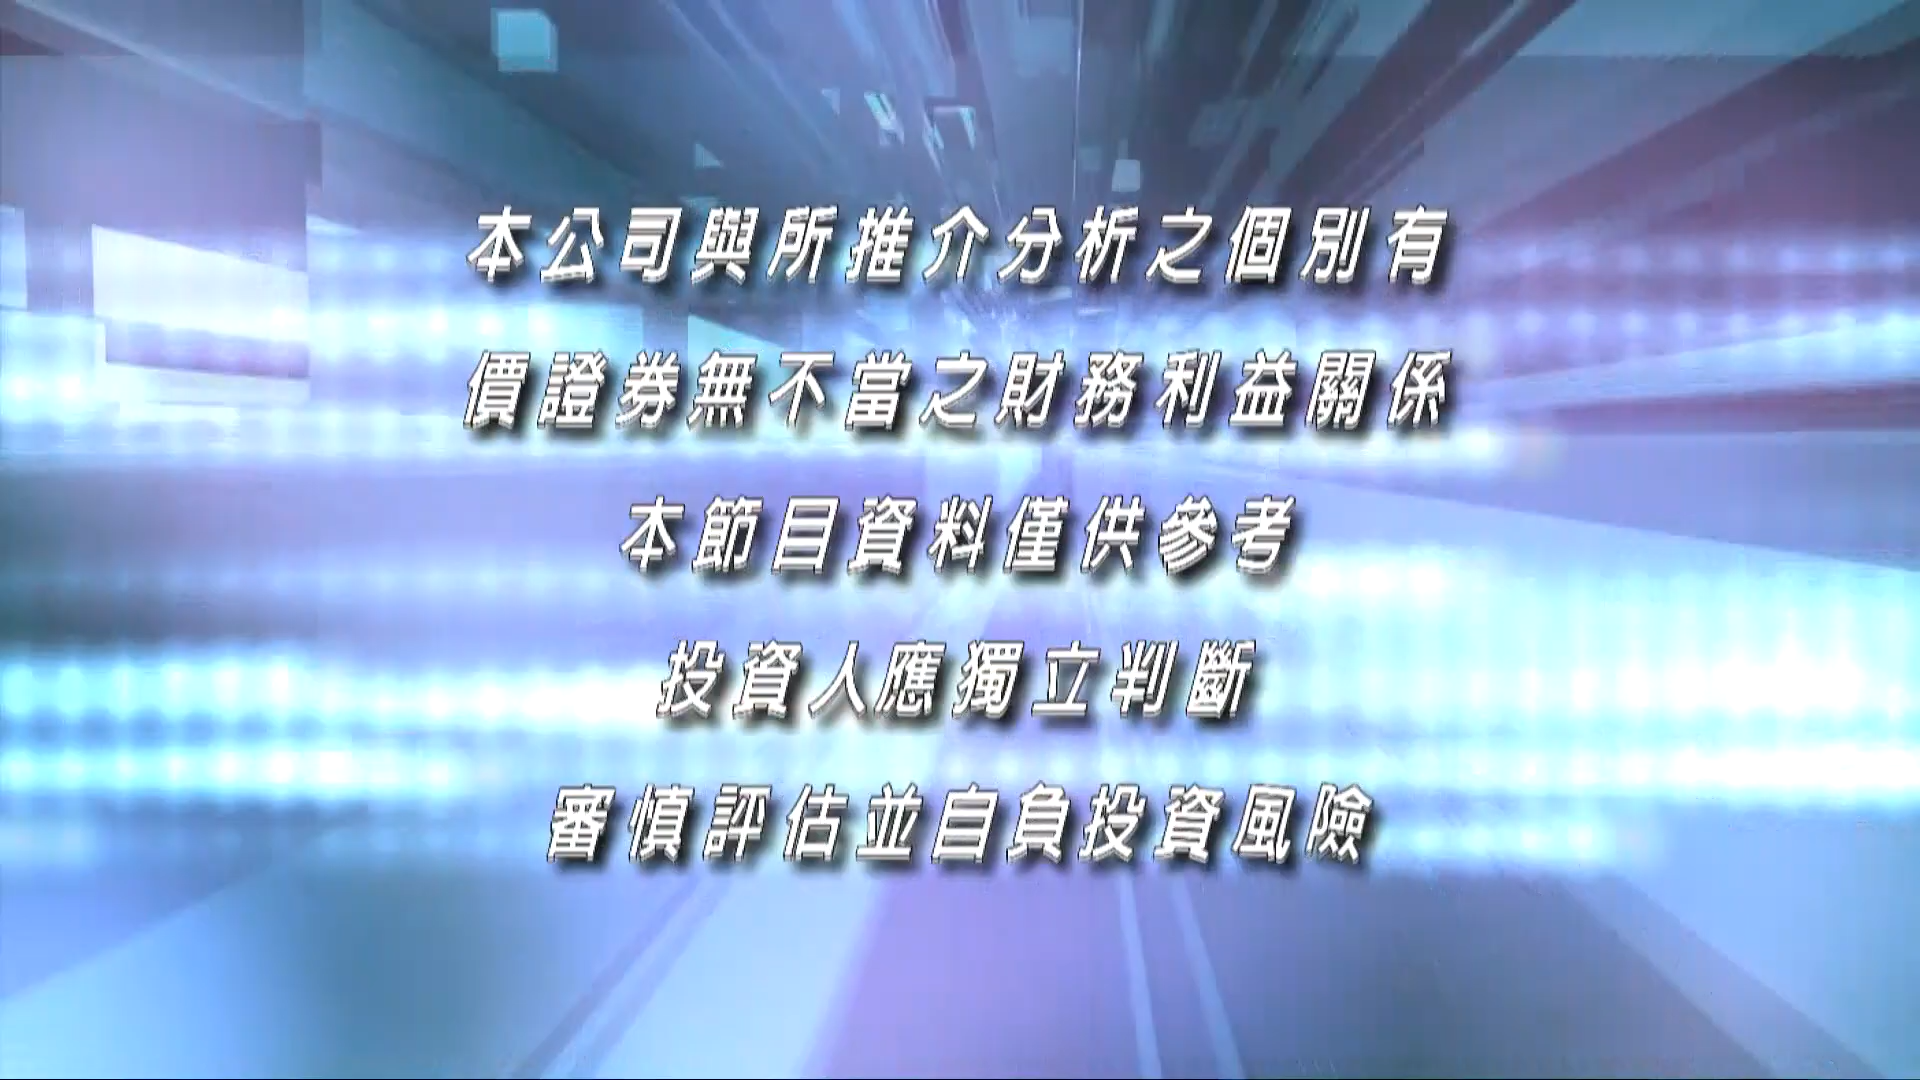 本公司與所推介分析之個別有
價證券無不當之財務利益關係
本節目資料僅供參考
投資人應獨立判斷
審慎評估並自負投資風險